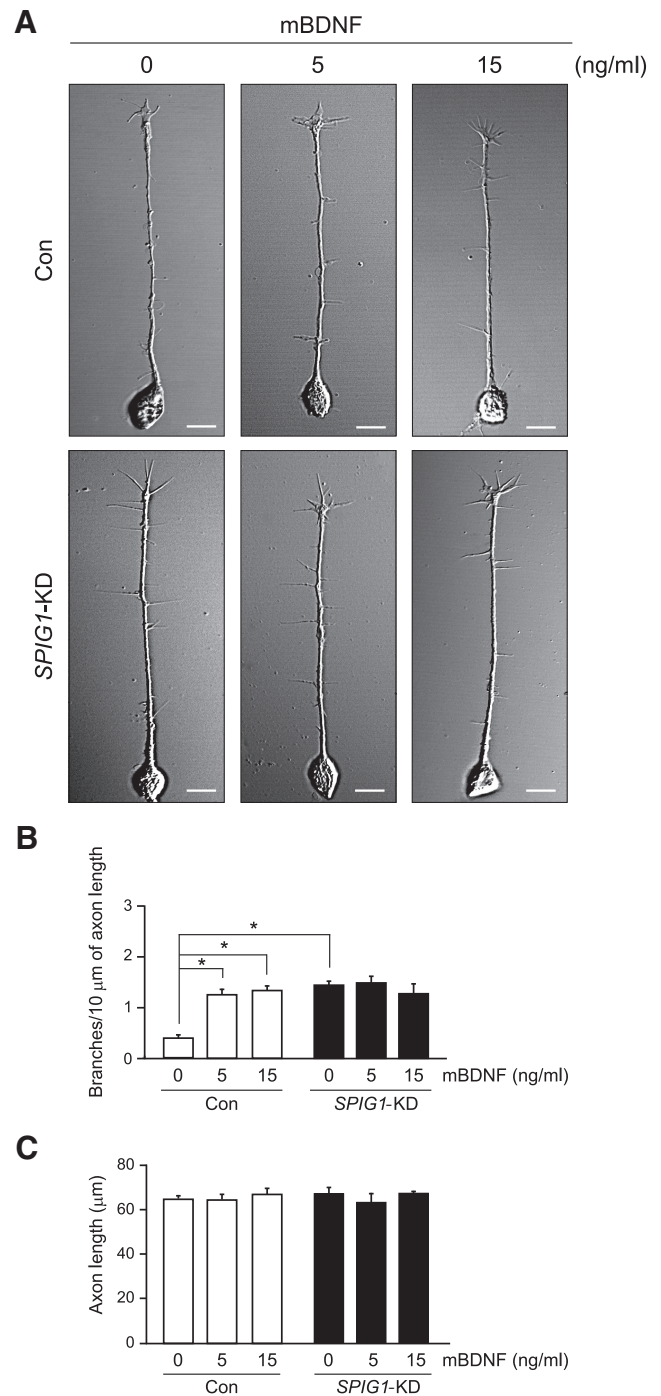 A
mBDNF
0 5 15 (ng/ml)
Con
SPIG1-KD
B
Branches/10 μm of axon length
3
2
1
0
* * *
0 5 15 0 5 15 mBDNF (ng/ml)
Con SPIG1-KD
C
Axon length (μm)
80
60
40
20
0
0 5 15 0 5 15 mBDNF (ng/ml)
Con SPIG1-KD